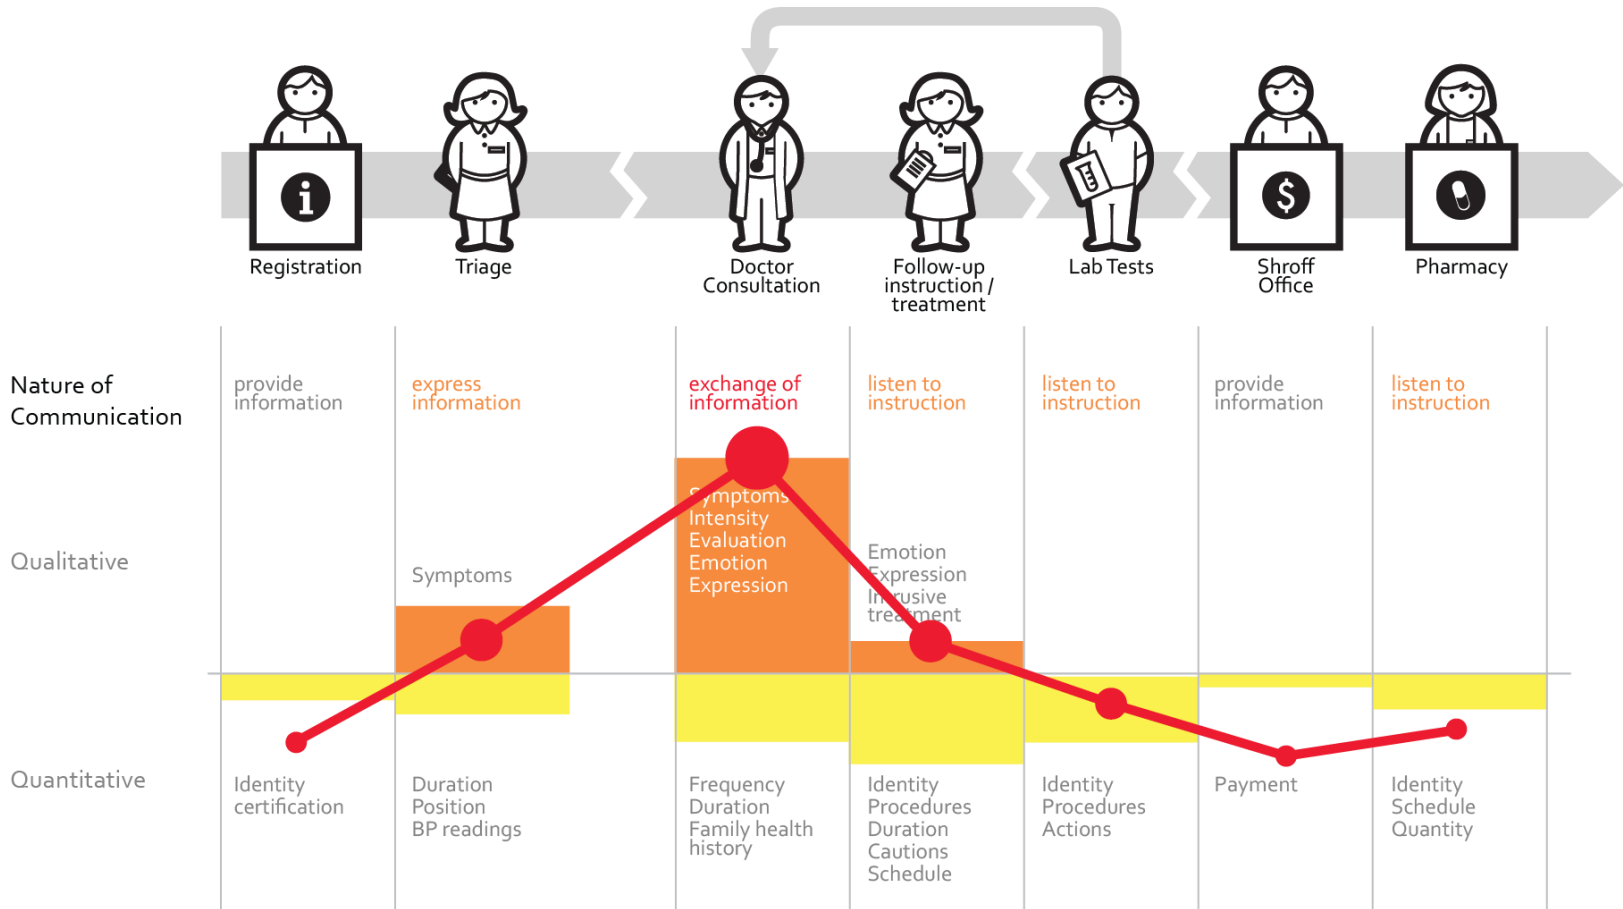 Registration
Triage
Doctor
Consultation
Follow-up
instruction /
treatment
Lab Tests
$
Shroff
Office
Pharmacy
Nature of
Communication
provide
information
express
information
exchange of
information
listen to
instruction
listen to
instruction
provide
information
listen to
instruction
Qualitative
Symptoms
Symptoms
Intensity
Evaluation
Emotion
Expression
Emotion
Expression
Intrusive
treatment
Quantitative
Identity
certification
Duration
Position
BP readings
Frequency
Duration
Family health
history
Identity
Procedures
Duration
Cautions
Schedule
Identity
Procedures
Actions
Payment
Identity
Schedule
Quantity